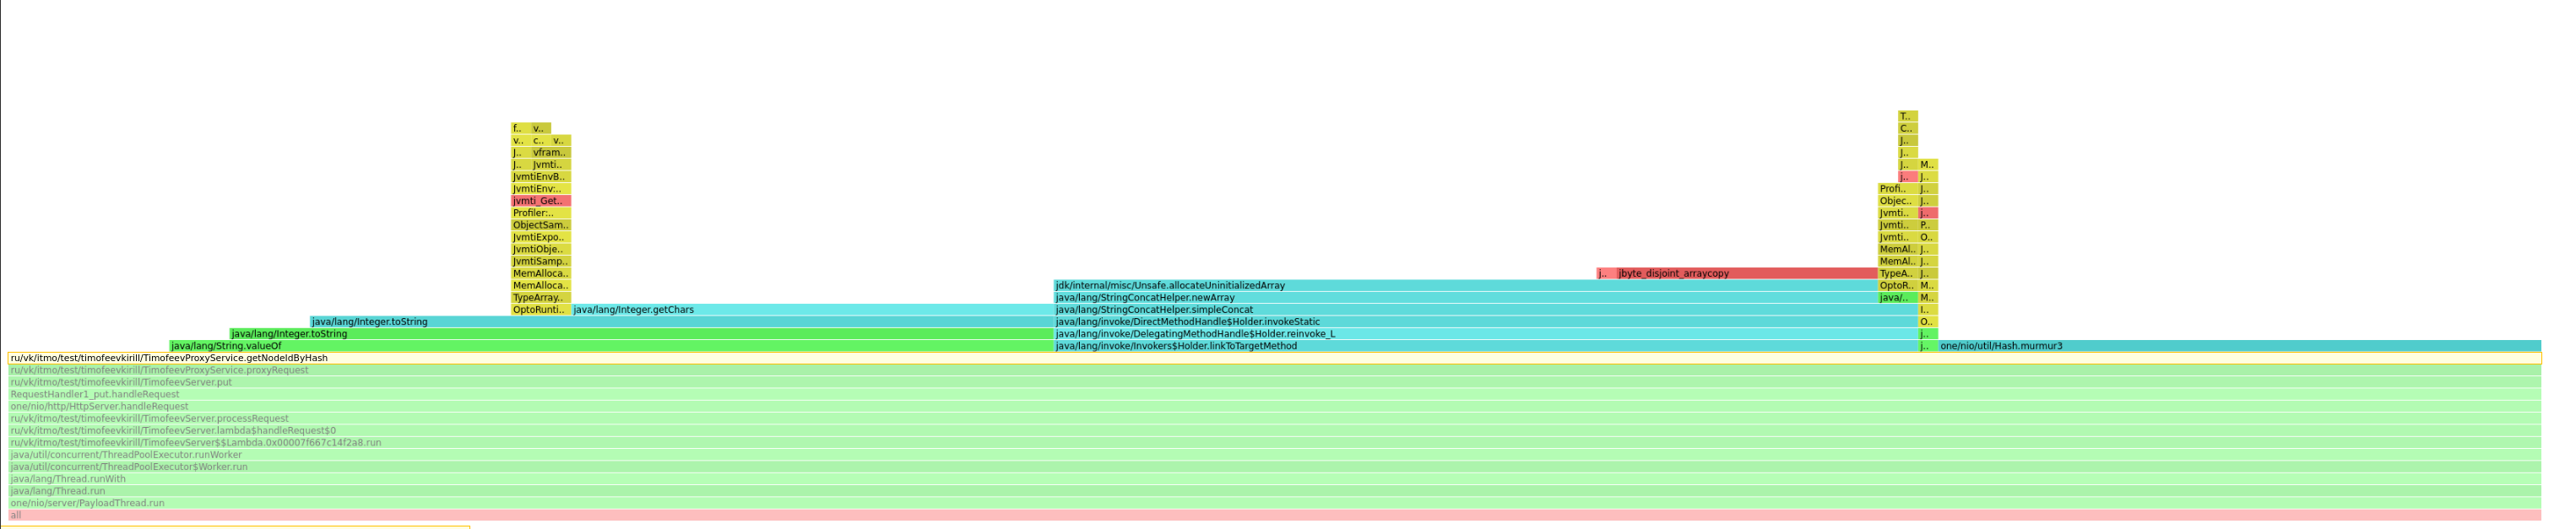 T..
C..
f.. v.. J..
v.. c.. v.. J..
J.. vfram.. J.. M..
J.. Jvmti.. j.. J..
JvmtiEnvB.. Profi.. J..
JvmtiEnv:.. Objec.. J..
jvmti_Get.. Jvmti.. j..
Profiler:.. Jvmti.. P..
ObjectSam.. Jvmti.. O..
JvmtiExpo.. MemAl.. J..
JvmtiObje.. MemAl.. J..
JvmtiSamp.. j.. jbyte_disjoint_arraycopy TypeA.. J..
MemAlloca.. jdk/internal/misc/Unsafe.allocateUninitializedArray OptoR.. M..
MemAlloca.. java/lang/StringConcatHelper.newArray java/.. M..
TypeArray.. java/lang/StringConcatHelper.simpleConcat I..
OptoRunti.. java/lang/Integer.getChars
java/lang/Integer.toString java/lang/invoke/DirectMethodHandle$Holder.invokeStatic O..
java/lang/Integer.toString java/lang/invoke/DelegatingMethodHandle$Holder.reinvoke_L j..
java/lang/String.valueOf java/lang/invoke/Invokers$Holder.linkToTargetMethod j.. one/nio/util/Hash.murmur3
ru/vk/itmo/test/timofeevkirill/TimofeevProxyService.getNodeIdByHash
ru/vk/itmo/test/timofeevkirill/TimofeevProxyService.proxyRequest
ru/vk/itmo/test/timofeevkirill/TimofeevServer.put
RequestHandler1_put.handleRequest
one/nio/http/HttpServer.handleRequest
ru/vk/itmo/test/timofeevkirill/TimofeevServer.processRequest
ru/vk/itmo/test/timofeevkirill/TimofeevServer.lambda$handleRequest$0
ru/vk/itmo/test/timofeevkirill/TimofeevServer$$Lambda.0x00007f667c14f2a8.run
java/util/concurrent/ThreadPoolExecutor.runWorker
java/util/concurrent/ThreadPoolExecutor$Worker.run
java/lang/Thread.runWith
java/lang/Thread.run
one/nio/server/PayloadThread.run
all